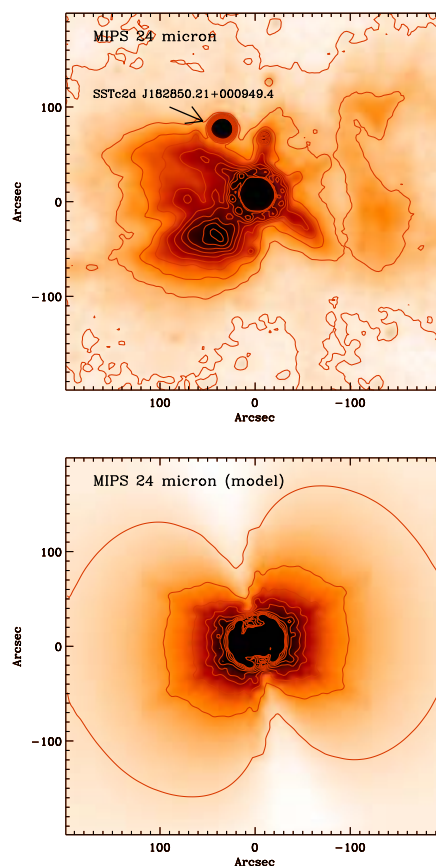 MIPS 24 micron
SSTc2d J182850.21+000949.4
100
0
-100
Arcsec
100 0 -100
Arcsec
MIPS 24 micron (model)
100
0
-100
Arcsec
100 0 -100
Arcsec